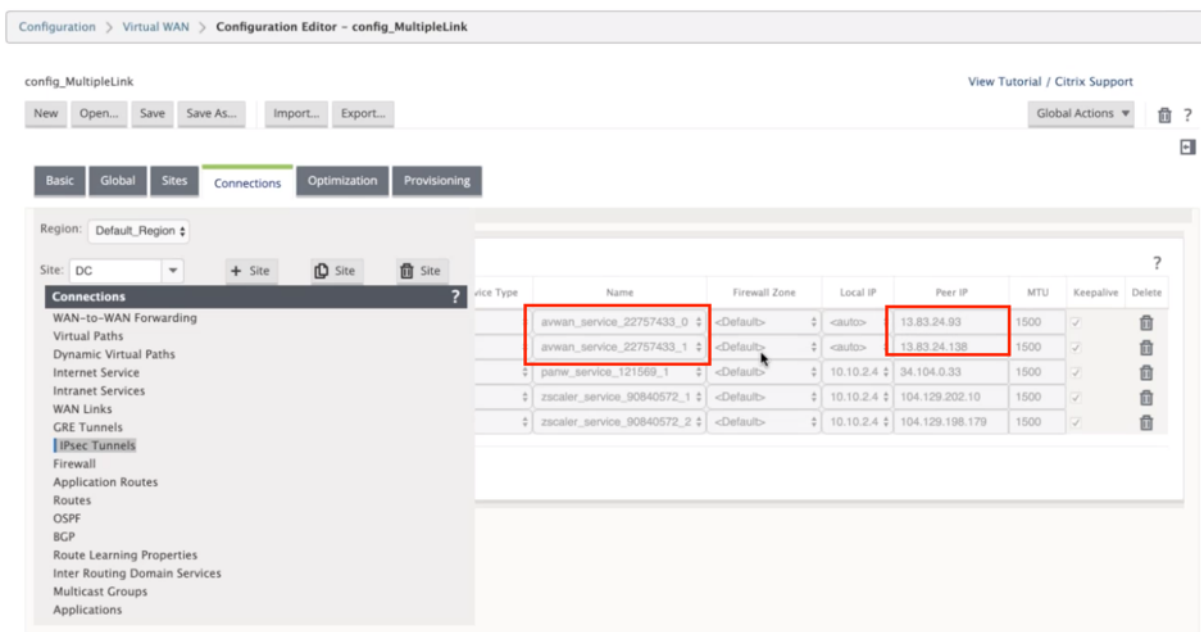 Configuration > Virtual WAN > Configuration Editor – config_MultipleLink
config_MultipleLink
View Tutorial / Citrix Support
New Open... Save Save As... Import... Export... Global Actions ?
Basic Global Sites Connections Optimization Provisioning
Region: Default_Region
Site: DC + Site Site Site
?
Connections ?
WAN-to-WAN Forwarding
Virtual Paths
Dynamic Virtual Paths
Internet Service
Intranet Services
WAN Links
GRE Tunnels
IPsec Tunnels
Firewall
Application Routes
Routes
OSPF
BGP
Route Learning Properties
Inter Routing Domain Services
Multicast Groups
Applications
vice Type Name Firewall Zone Local IP Peer IP MTU Keepalive Delete
avwan_service_22757433_0 <Default> <auto> 13.83.24.93 1500
avwan_service_22757433_1 <Default> <auto> 13.83.24.138 1500
panw_service_121569_1 <Default> 10.10.2.4 34.104.0.33 1500
zscaler_service_90840572_1 <Default> 10.10.2.4 104.129.202.10 1500
zscaler_service_90840572_2 <Default> 10.10.2.4 104.129.198.179 1500